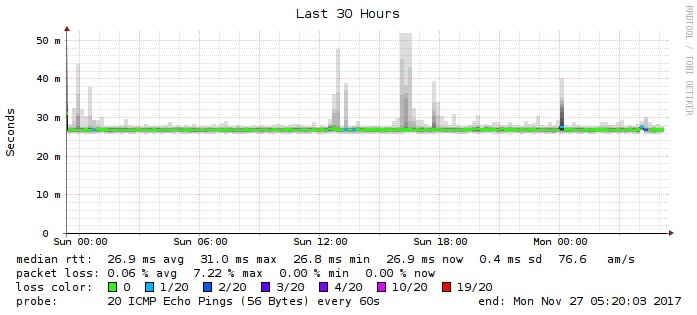 Last 30 Hours
RRDTOOL / TOBI OETIKER
Seconds
50 m
40 m
30 m
20 m
10 m
0
Sun 00:00 Sun 06:00 Sun 12:00 Sun 18:00 Mon 00:00
median rtt: 26.9 ms avg 31.0 ms max 26.8 ms min 26.9 ms now 0.4 ms sd 76.6 am/s
packet loss: 0.06 % avg 7.22 % max 0.00 % min 0.00 % now
loss color: 0 1/20 2/20 3/20 4/20 10/20 19/20
probe: 20 ICMP Echo Pings (56 Bytes) every 60s end: Mon Nov 27 05:20:03 2017